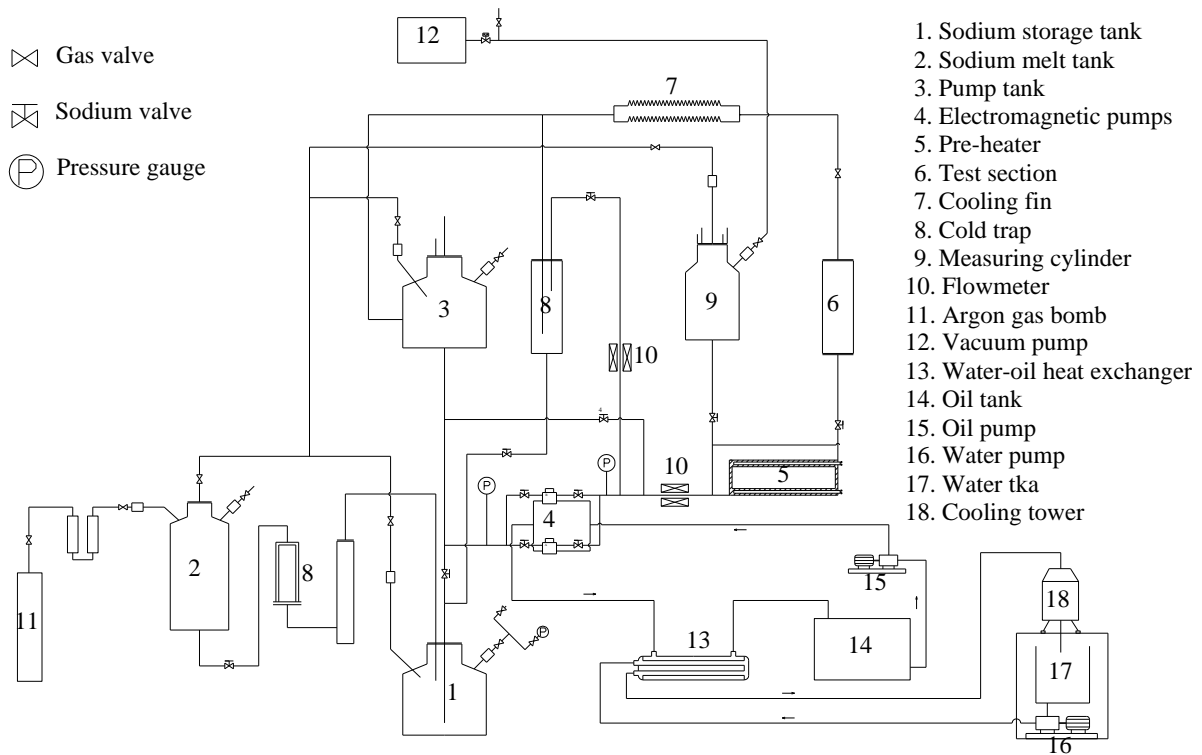 Gas valve
Sodium valve
P Pressure gauge
1. Sodium storage tank
2. Sodium melt tank
3. Pump tank
4. Electromagnetic pumps
5. Pre-heater
6. Test section
7. Cooling fin
8. Cold trap
9. Measuring cylinder
10. Flowmeter
11. Argon gas bomb
12. Vacuum pump
13. Water-oil heat exchanger
14. Oil tank
15. Oil pump
16. Water pump
17. Water tka
18. Cooling tower
12
7
3
8
9
6
10
4
P
P
10
5
4
2
8
11
15
18
P
13
14
17
1
16